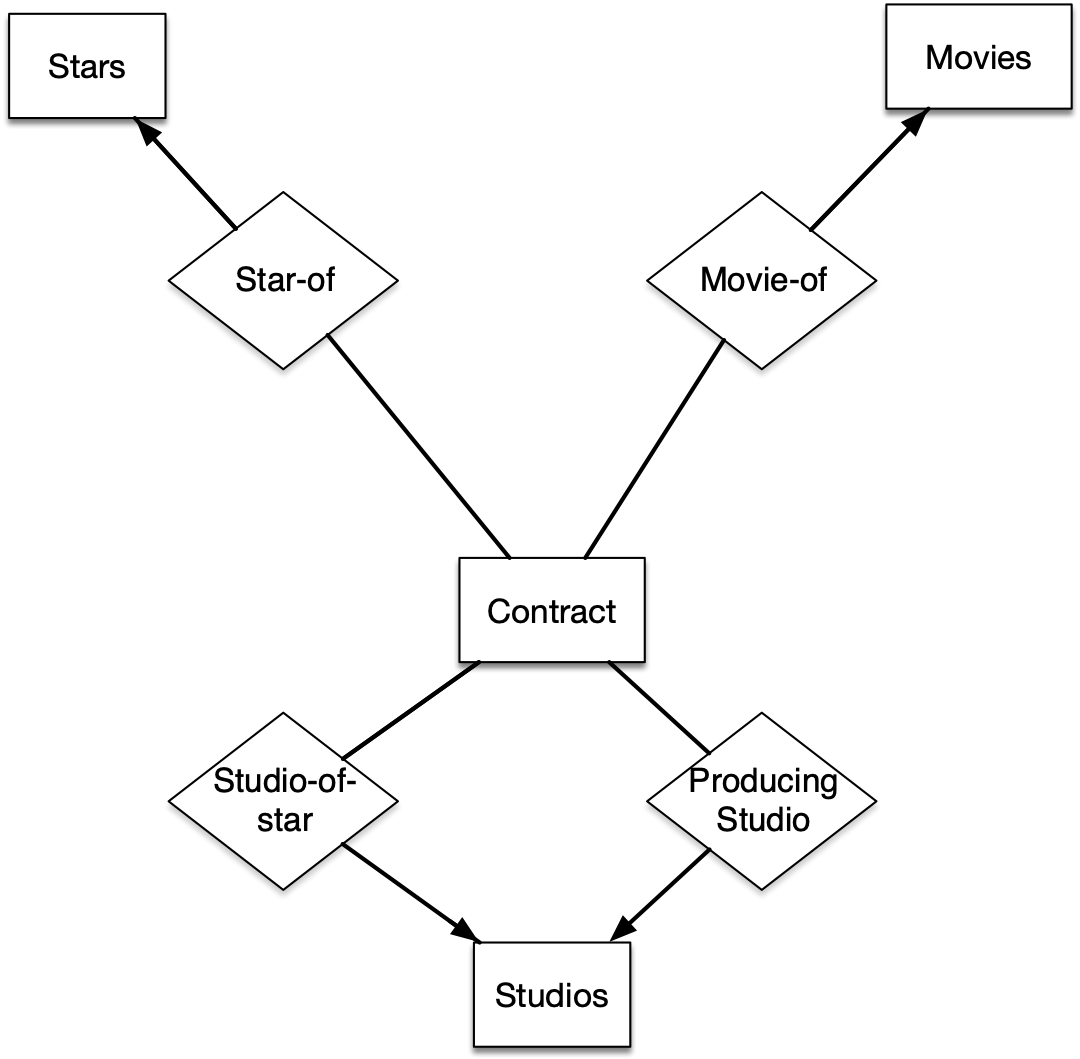 Stars
Movies
Star-of
Movie-of
Contract
Studio-of-
star
Producing
Studio
Studios